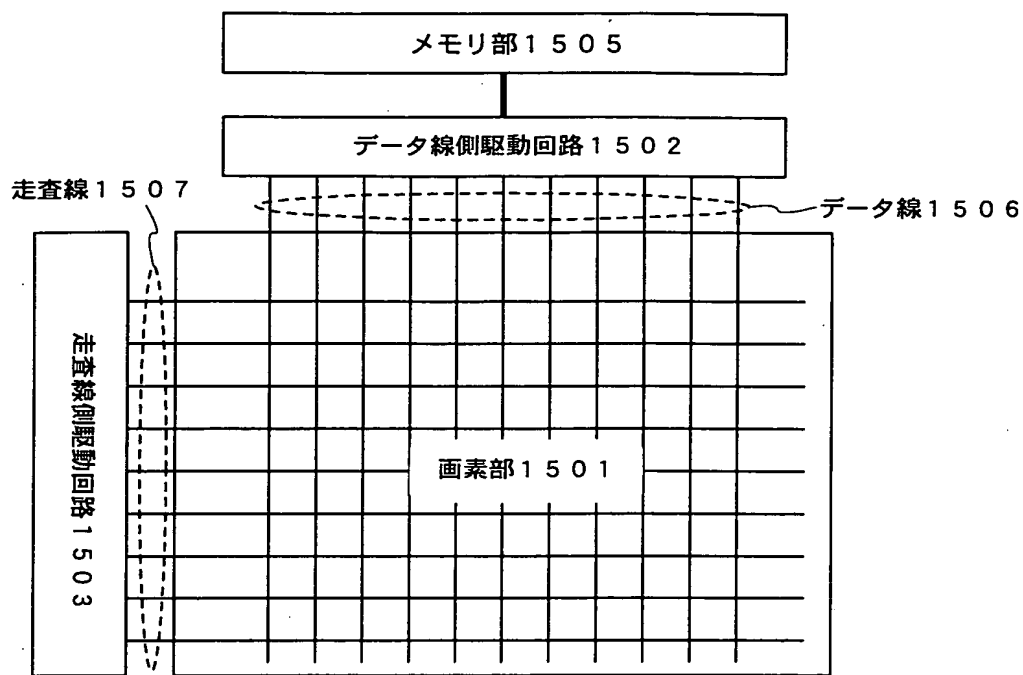 メモリ部１５０５
データ線側駆動回路１５０２
走査線１５０７
データ線１５０６
走査線側駆動回路１５０３
画素部１５０１